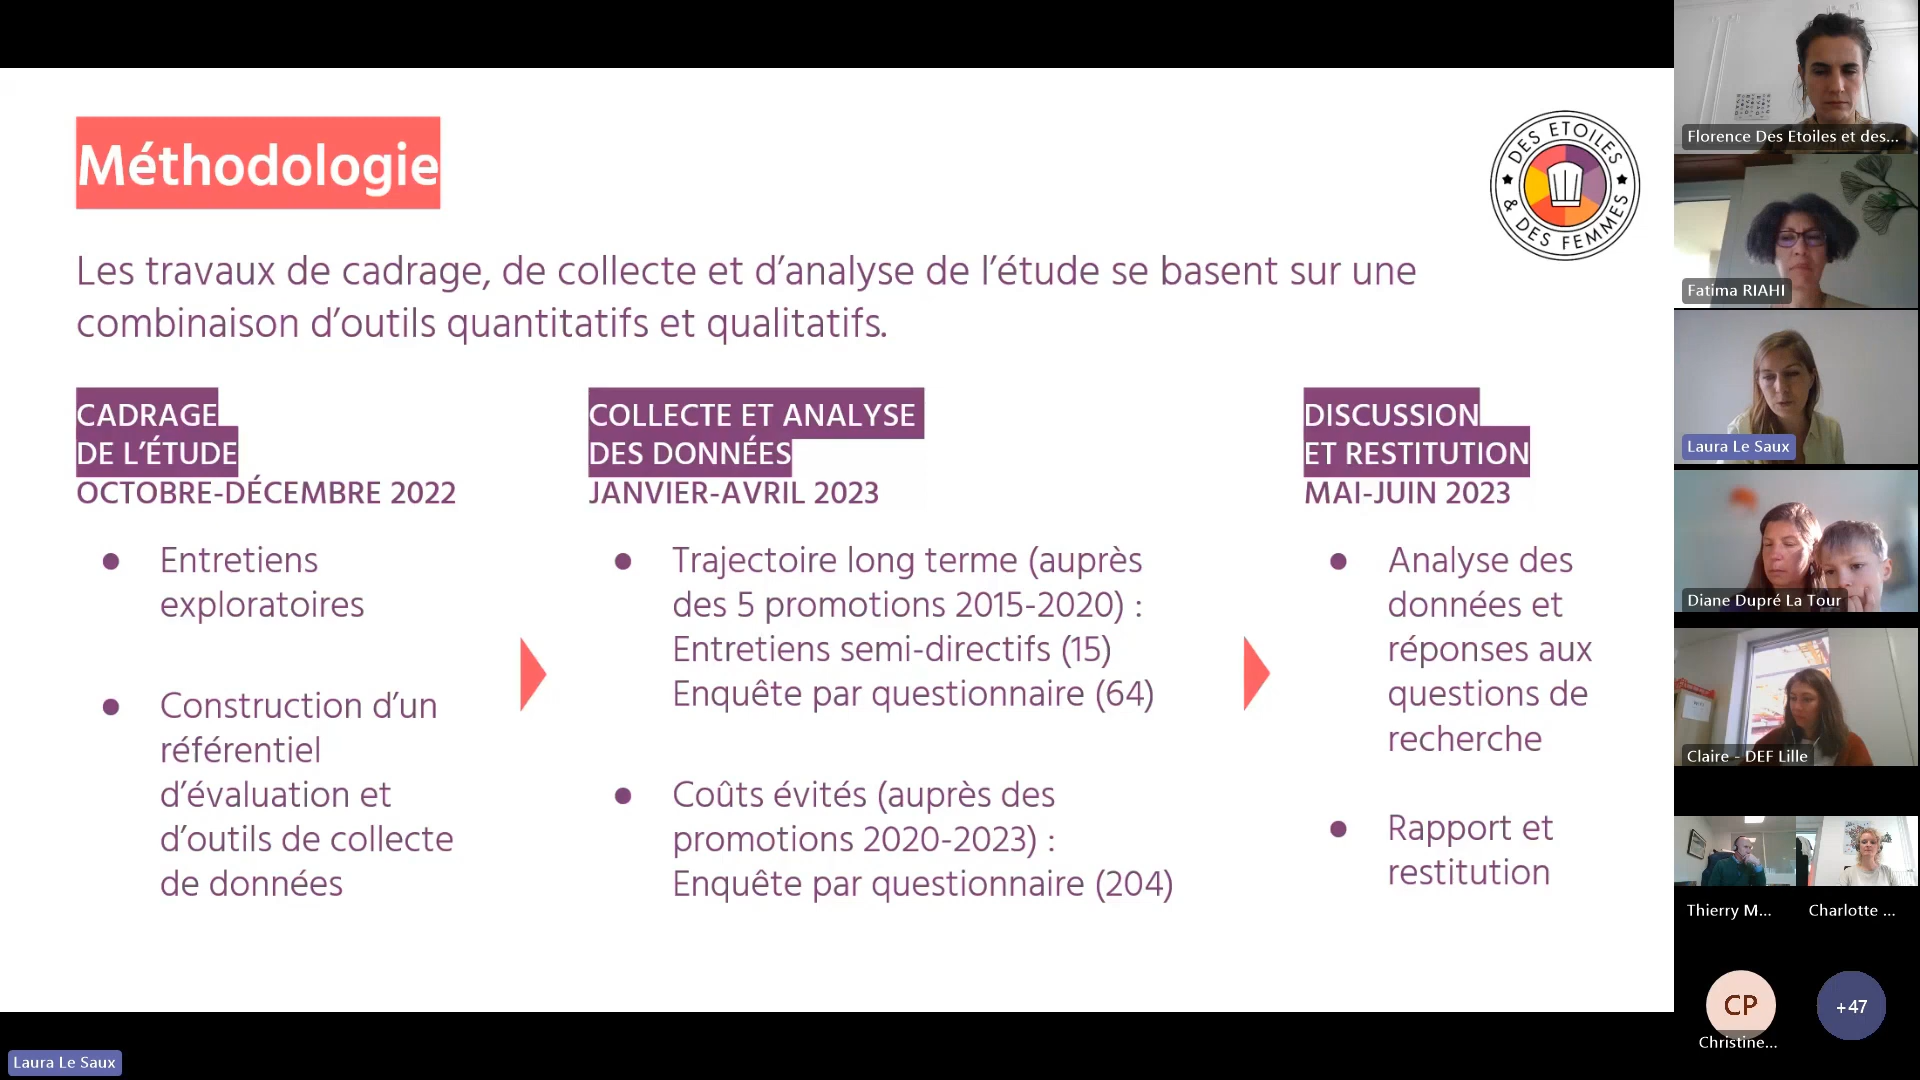 Méthodologie
DES ETOILES
& DES FEMMES
Les travaux de cadrage, de collecte et d’analyse de l’étude se basent sur une
combinaison d’outils quantitatifs et qualitatifs.
CADRAGE
DE L’ÉTUDE
OCTOBRE-DÉCEMBRE 2022
● Entretiens
exploratoires
● Construction d’un
référentiel
d’évaluation et
d’outils de collecte
de données
COLLECTE ET ANALYSE
DES DONNÉES
JANVIER-AVRIL 2023
● Trajectoire long terme (auprès
des 5 promotions 2015-2020) :
Entretiens semi-directifs (15)
Enquête par questionnaire (64)
● Coûts évités (auprès des
promotions 2020-2023) :
Enquête par questionnaire (204)
DISCUSSION
ET RESTITUTION
MAI-JUIN 2023
● Analyse des
données et
réponses aux
questions de
recherche
● Rapport et
restitution
Florence Des Etoiles et des...
Fatima RIAHI
Laura Le Saux
Diane Dupré La Tour
Claire - DEF Lille
Thierry M...
Charlotte ...
CP
Christine...
+47
Laura Le Saux